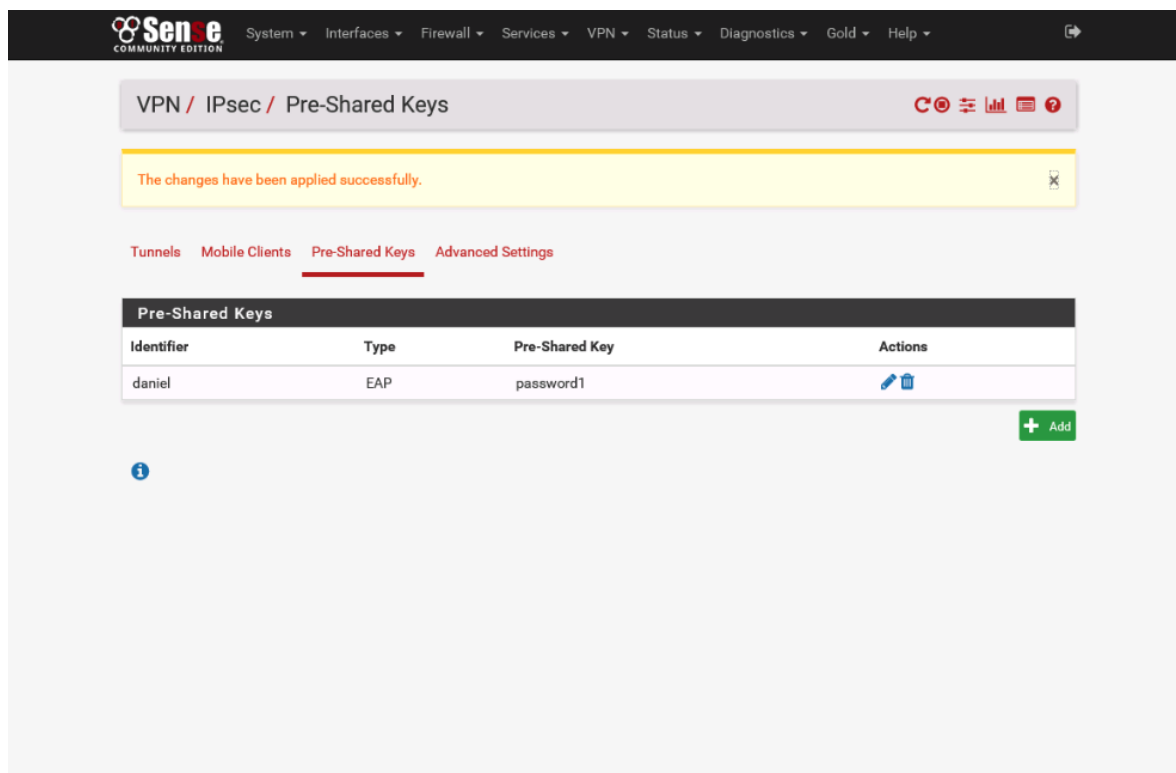 Sense
COMMUNITY EDITION
System Interfaces Firewall Services VPN Status Diagnostics Gold Help
VPN / IPsec / Pre-Shared Keys
The changes have been applied successfully.
Tunnels Mobile Clients Pre-Shared Keys Advanced Settings
Pre-Shared Keys
Identifier Type Pre-Shared Key Actions
daniel EAP password1
Add